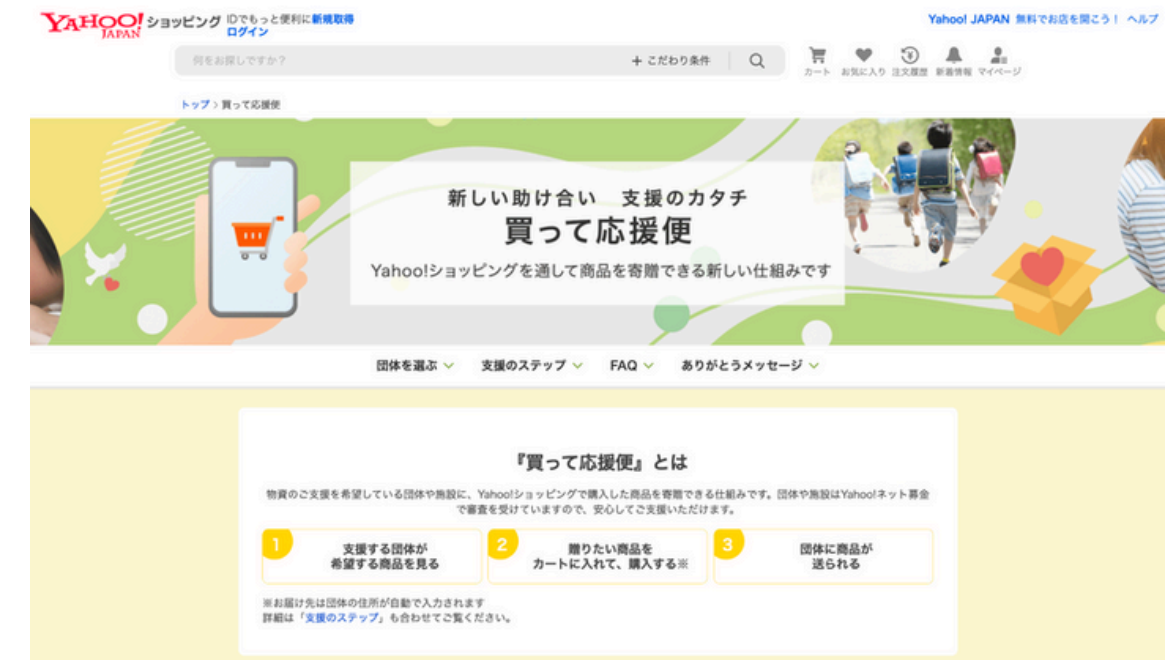 YAHOO! JAPAN ショッピング
IDでもっと便利に新規取得
ログイン
Yahoo! JAPAN 無料でお店を開こう! ヘルプ
何をお探しですか?
+ こだわり条件
カート お気に入り 注文履歴 新着情報 マイページ
トップ > 買って応援便
新しい助け合い 支援のカタチ
買って応援便
Yahoo!ショッピングを通して商品を寄贈できる新しい仕組みです
団体を選ぶ 支援のステップ FAQ ありがとうメッセージ
『買って応援便』とは
物資のご支援を希望している団体や施設に、Yahoo!ショッピングで購入した商品を寄贈できる仕組みです。団体や施設はYahoo!ネット募金
で審査を受けていますので、安心してご支援いただけます。
1
支援する団体が
希望する商品を見る
2
贈りたい商品を
カートに入れて、購入する※
3
団体に商品が
送られる
※お届け先は団体の住所が自動で入力されます
詳細は「支援のステップ」も合わせてご覧ください。